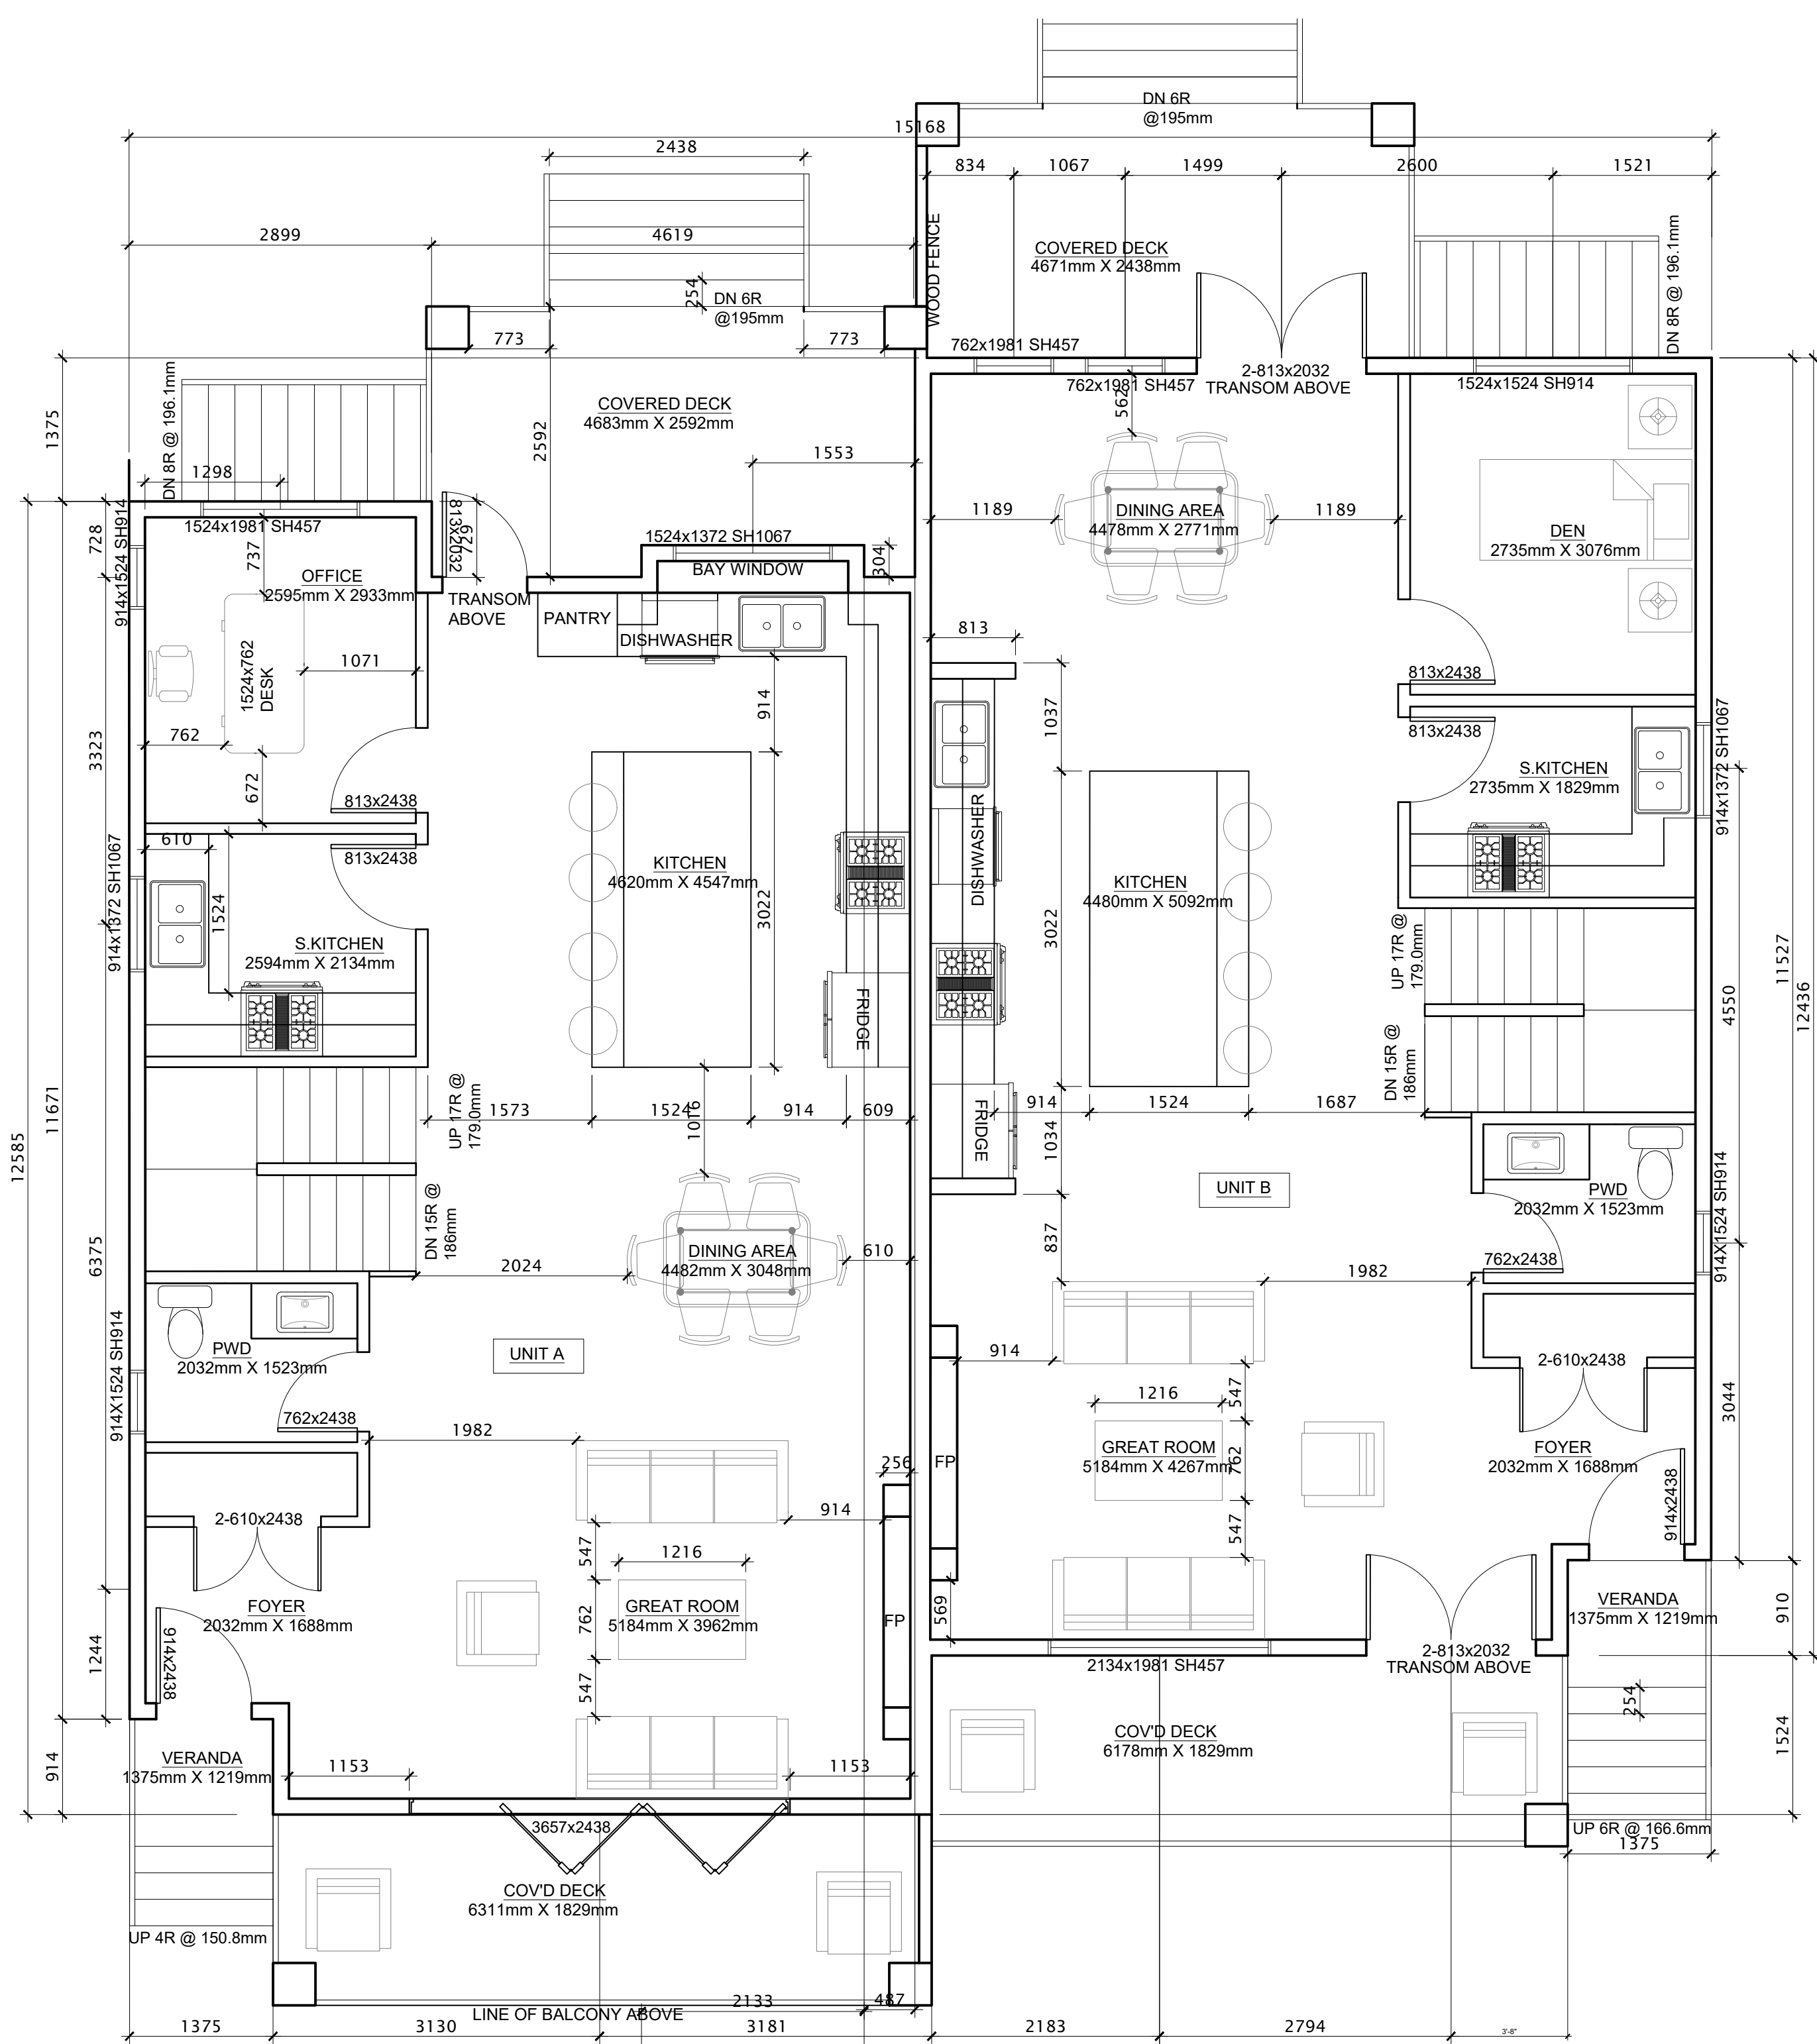 DN 6R
@195mm
15168
2438
834
1067
1499
2600
1521
2899
4619
WOOD FENCE
COVERED DECK
4671mm X 2438mm
DN 8R @ 196.1mm
254
DN 6R
@195mm
773
773
762x1981 SH457
762x1981 SH457
2-813x2032
TRANSOM ABOVE
1524x1524 SH914
562
1375
DN 8R @ 196.1mm
COVERED DECK
4683mm X 2592mm
2592
1553
1298
1524x1981 SH457
813x2032
627
728
914x1524 SH914
737
1524x1372 SH1067
BAY WINDOW
304
1189
DINING AREA
4478mm X 2771mm
1189
DEN
2735mm X 3076mm
OFFICE
2595mm X 2933mm
TRANSOM
ABOVE
PANTRY
DISHWASHER
813
1524x762
DESK
1071
762
672
914
1037
813x2438
813x2438
914x1372 SH1067
3323
813x2438
S.KITCHEN
2735mm X 1829mm
DISHWASHER
610
813x2438
914x1372 SH1067
1524
KITCHEN
4620mm X 4547mm
3022
KITCHEN
4480mm X 5092mm
3022
S.KITCHEN
2594mm X 2134mm
UP 17R @
179.0mm
11527
12436
4550
FRIDGE
DN 15R @
186mm
12585
11671
UP 17R @
179.0mm
1573
1524
914
609
1016
FRIDGE
914
1524
1687
1034
UNIT B
PWD
2032mm X 1523mm
914X1524 SH914
DN 15R @
186mm
6375
2024
DINING AREA
4482mm X 3048mm
610
837
762x2438
1982
PWD
2032mm X 1523mm
914X1524 SH914
UNIT A
914
2-610x2438
547
1216
762x2438
1982
256
FP
GREAT ROOM
5184mm X 4267mm
762
FOYER
2032mm X 1688mm
3044
914x2438
2-610x2438
914
547
547
1216
FOYER
2032mm X 1688mm
GREAT ROOM
5184mm X 3962mm
762
FP
569
VERANDA
1375mm X 1219mm
910
914x2438
1244
547
2134x1981 SH457
2-813x2032
TRANSOM ABOVE
254
VERANDA
1375mm X 1219mm
914
1153
1153
COV'D DECK
6178mm X 1829mm
1524
3657x2438
UP 6R @ 166.6mm
1375
COV'D DECK
6311mm X 1829mm
UP 4R @ 150.8mm
LINE OF BALCONY ABOVE
2133
487
1375
3130
3181
2183
2794
3'-8"